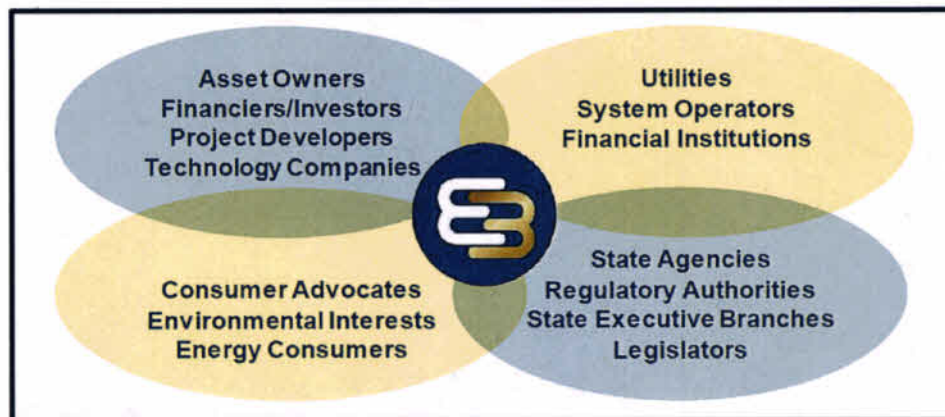 Asset Owners
Financiers/Investors
Project Developers
Technology Companies
Utilities
System Operators
Financial Institutions
Consumer Advocates
Environmental Interests
Energy Consumers
State Agencies
Regulatory Authorities
State Executive Branches
Legislators